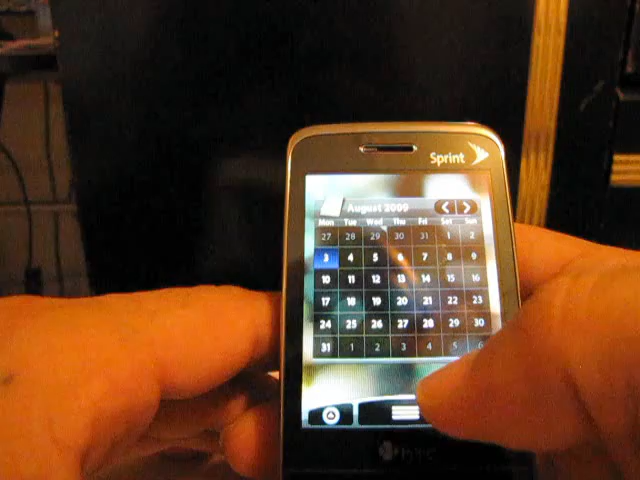 Sprint
August 2009
Mon Tue Wed Thu Fri Sat Sun
27 28 29 30 31 1 2
3 4 5 6 7 8 9
10 11 12 13 14 15 16
17 18 19 20 21 22 23
24 25 26 27 28 29 30
31 1 2 3 4 5 6
hTC